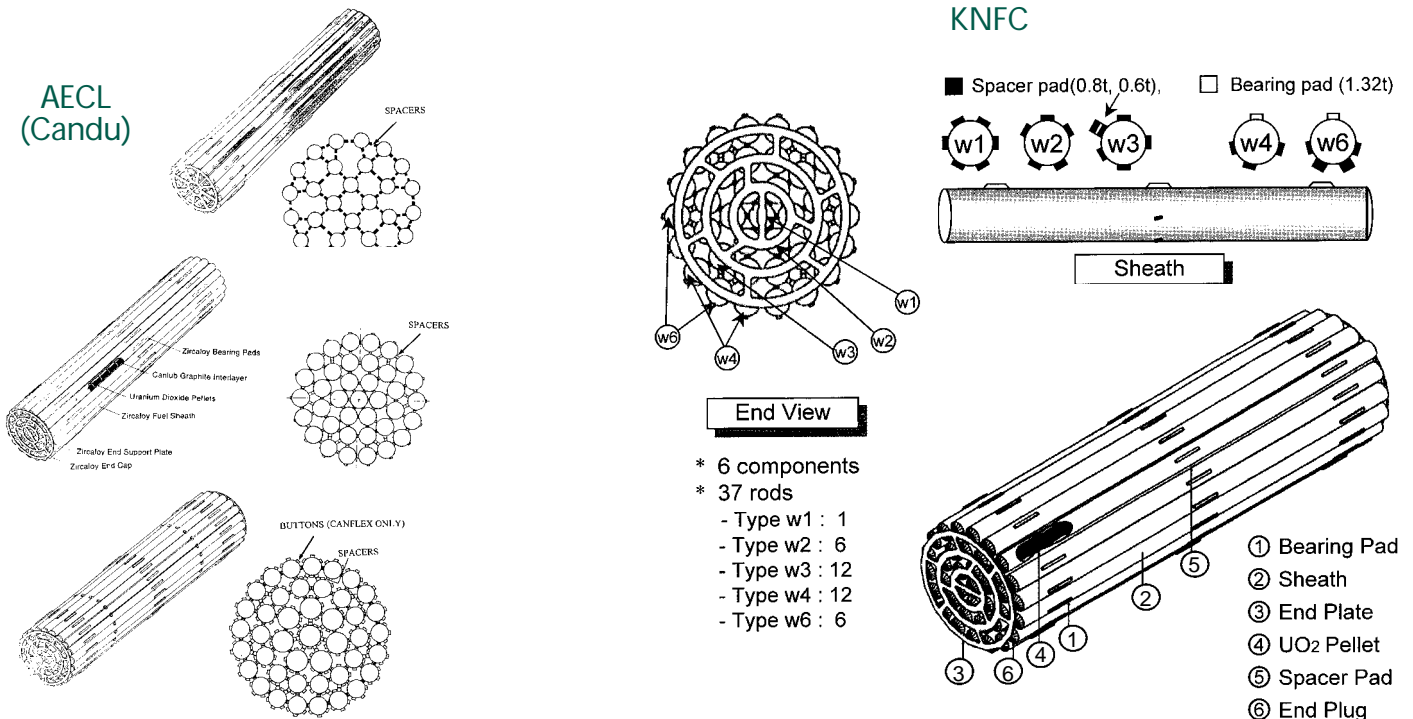 AECL
(Candu)
SPACERS
Zircaloy Bearing Pads
Canlub Graphite Interlayer
Uranium Dioxide Pellets
Zircaloy Fuel Sheath
Zircaloy End Support Plate
Zircaloy End Cap
SPACERS
BUTTONS (CANFLEX ONLY)
SPACERS
KNFC
Spacer pad(0.8t, 0.6t),
Bearing pad (1.32t)
w1 w2 w3 w4 w6
Sheath
w1
w2
w3
w4
w6
End View
* 6 components
* 37 rods
- Type w1 : 1
- Type w2 : 6
- Type w3 : 12
- Type w4 : 12
- Type w6 : 6
5
2
1
4
6
3
① Bearing Pad
② Sheath
③ End Plate
④ UO2 Pellet
⑤ Spacer Pad
⑥ End Plug